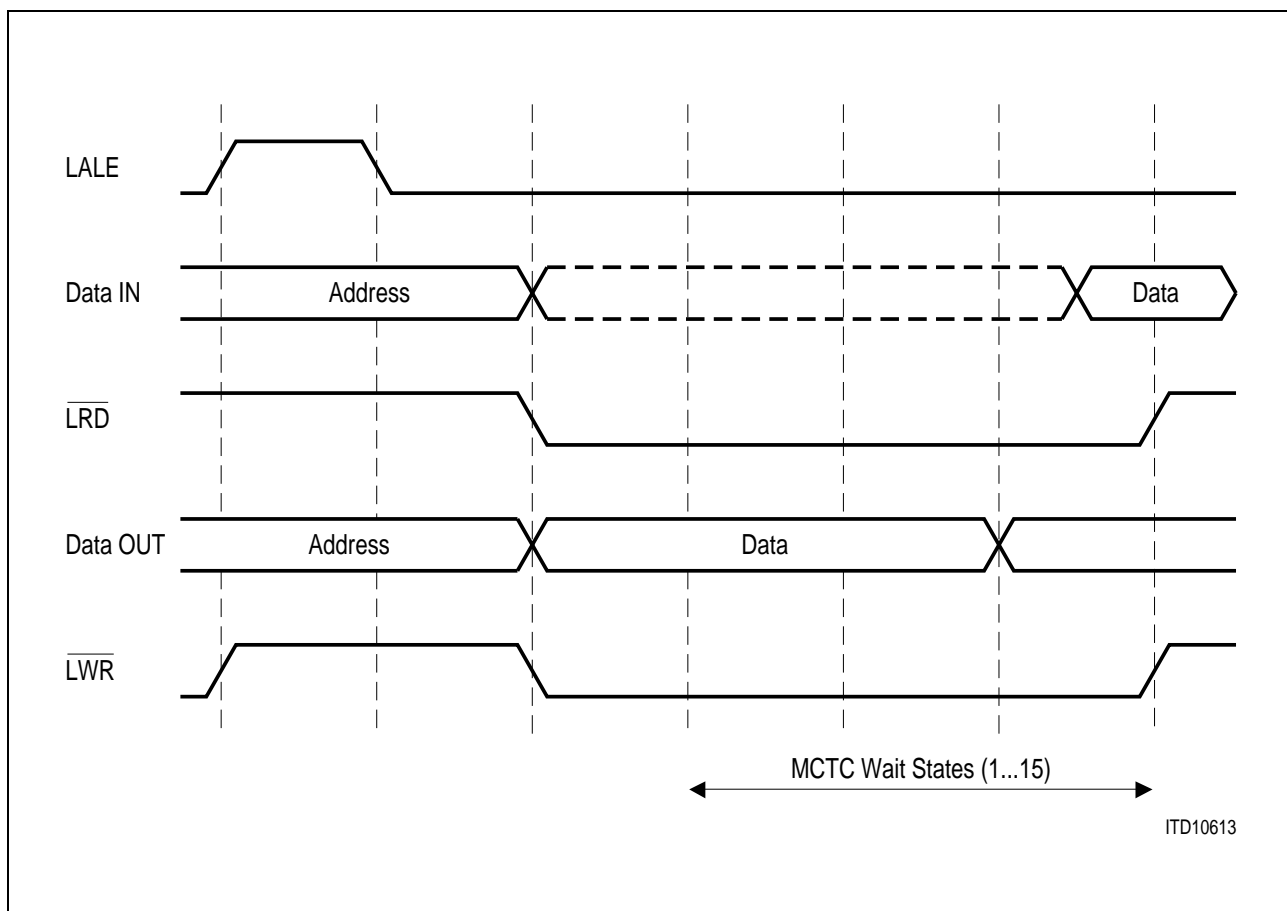 LALE
Data IN Address Data
LRD
Data OUT Address Data
LWR
MCTC Wait States (1...15)
ITD10613